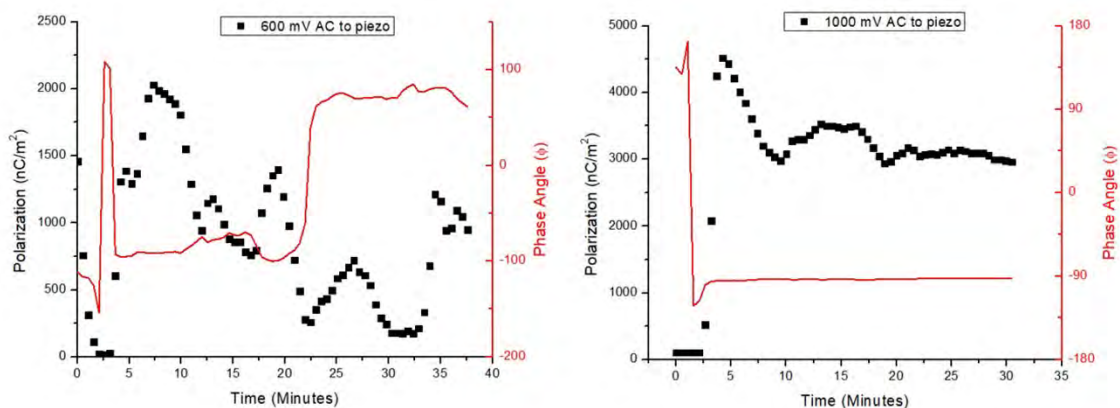 600 mV AC to piezo
2500
2000
1500
1000
500
0
Polarization (nC/m²)
100
0
-100
-200
Phase Angle (ϕ)
0 5 10 15 20 25 30 35 40
Time (Minutes)
1000 mV AC to piezo
5000
4000
3000
2000
1000
0
Polarization (nC/m²)
180
90
0
-90
-180
Phase Angle (ϕ)
0 5 10 15 20 25 30 35
Time (Minutes)